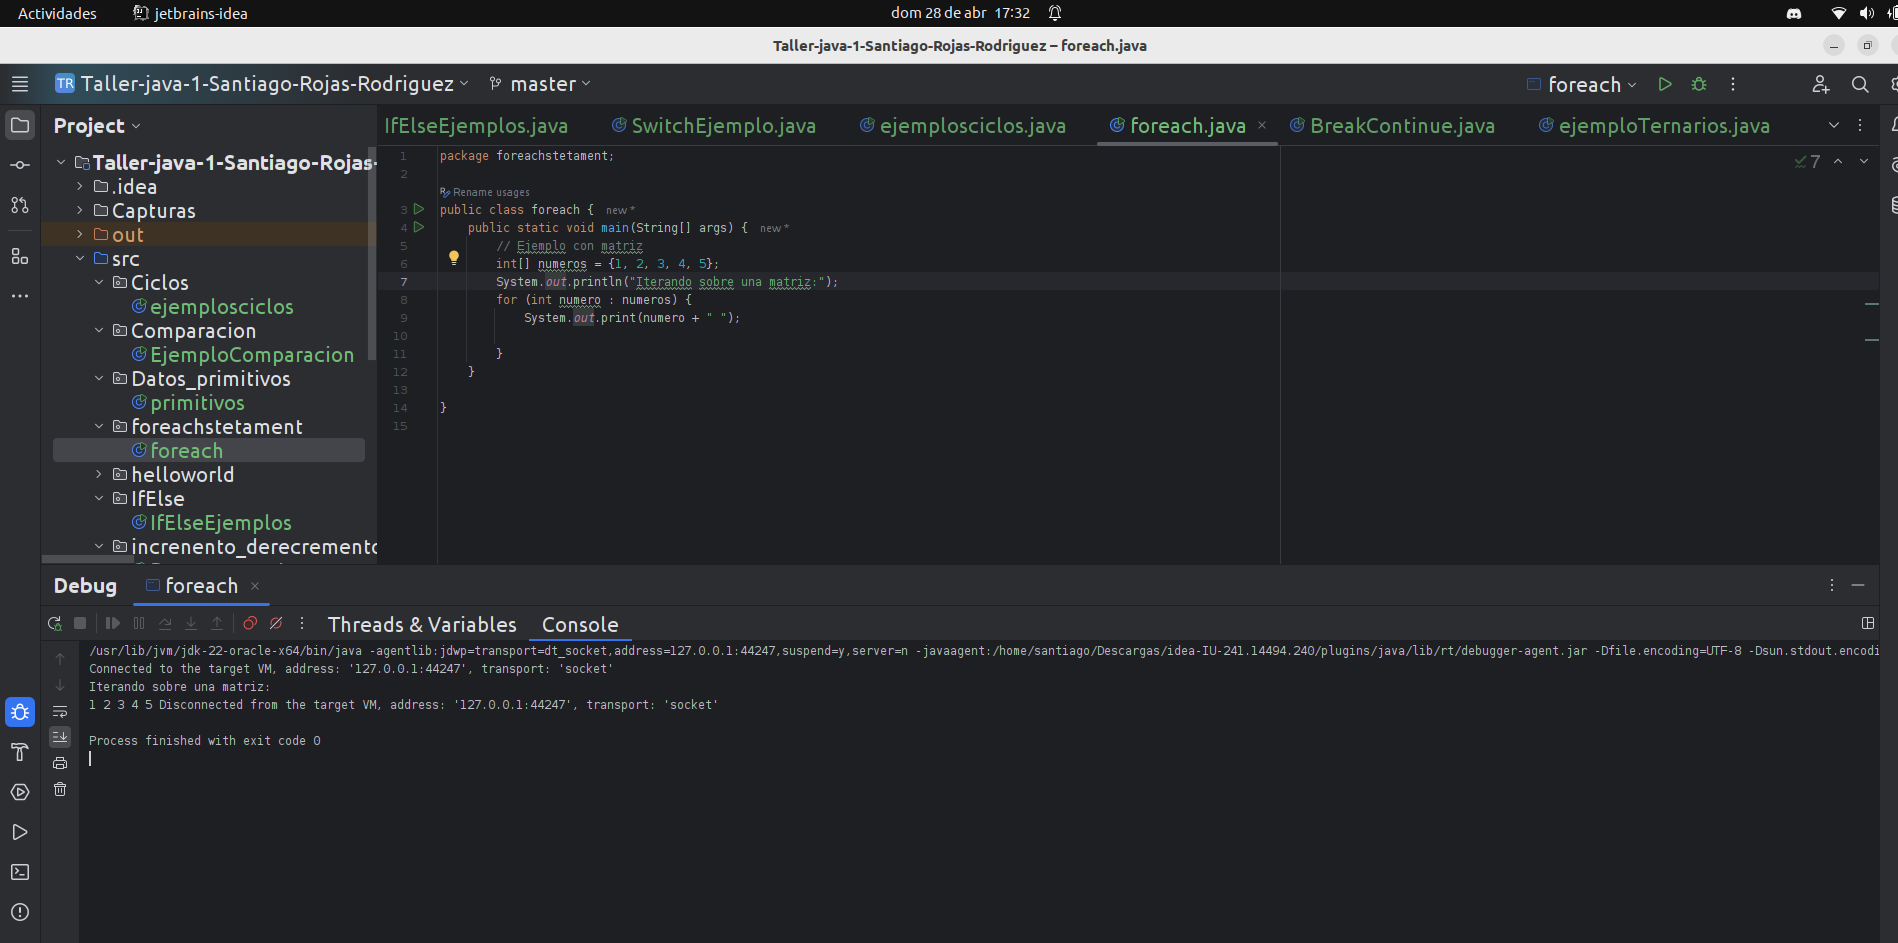 Actividades jetbrains-idea dom 28 de abr 17:32
Taller-java-1-Santiago-Rojas-Rodriguez – foreach.java
TR Taller-java-1-Santiago-Rojas-Rodriguez master foreach
Project
Taller-java-1-Santiago-Rojas-
.idea
Capturas
out
src
Ciclos
ejemplosciclos
Comparacion
EjemploComparacion
Datos_primitivos
primitivos
foreachstetament
foreach
helloworld
IfElse
IfElseEjemplos
increnento_derecremento
IfElseEjemplos.java SwitchEjemplo.java ejemplosciclos.java foreach.java × BreakContinue.java ejemploTernarios.java
7
1 package foreachstetament;
2
Rename usages
3 public class foreach { new *
4 public static void main(String[] args) { new *
5 // Ejemplo con matriz
6 int[] numeros = {1, 2, 3, 4, 5};
7 System.out.println("Iterando sobre una matriz:");
8 for (int numero : numeros) {
9 System.out.print(numero + " ");
10
11 }
12 }
13
14 }
15
Debug foreach ×
Threads & Variables Console
/usr/lib/jvm/jdk-22-oracle-x64/bin/java -agentlib:jdwp=transport=dt_socket,address=127.0.0.1:44247,suspend=y,server=n -javaagent:/home/santiago/Descargas/idea-IU-241.14494.240/plugins/java/lib/rt/debugger-agent.jar -Dfile.encoding=UTF-8 -Dsun.stdout.encodi
Connected to the target VM, address: '127.0.0.1:44247', transport: 'socket'
Iterando sobre una matriz:
1 2 3 4 5 Disconnected from the target VM, address: '127.0.0.1:44247', transport: 'socket'
Process finished with exit code 0